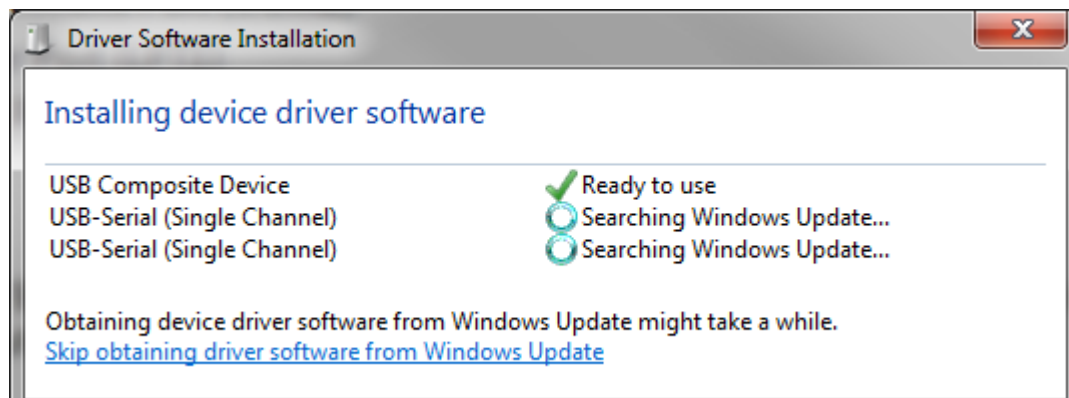 Driver Software Installation
Installing device driver software
USB Composite Device Ready to use
USB-Serial (Single Channel) Searching Windows Update...
USB-Serial (Single Channel) Searching Windows Update...
Obtaining device driver software from Windows Update might take a while.
Skip obtaining driver software from Windows Update